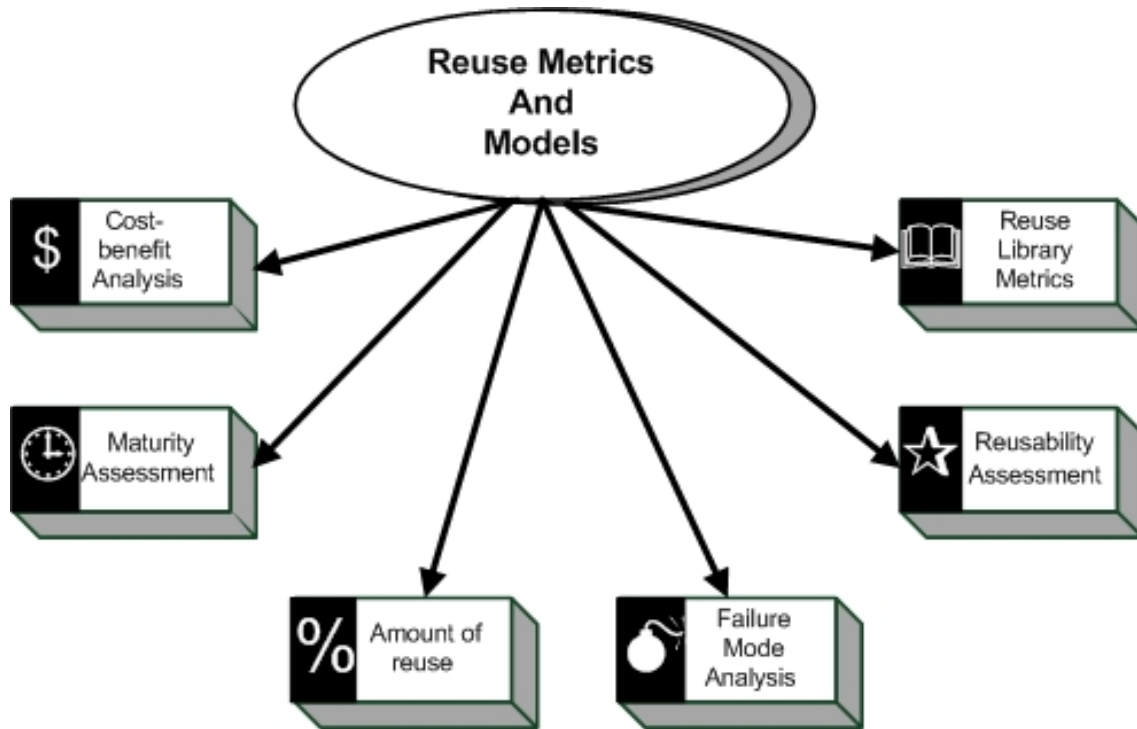 Reuse Metrics
And
Models
$
Cost-
benefit
Analysis
Reuse
Library
Metrics
Maturity
Assessment
Reusability
Assessment
%
Amount of
reuse
Failure
Mode
Analysis